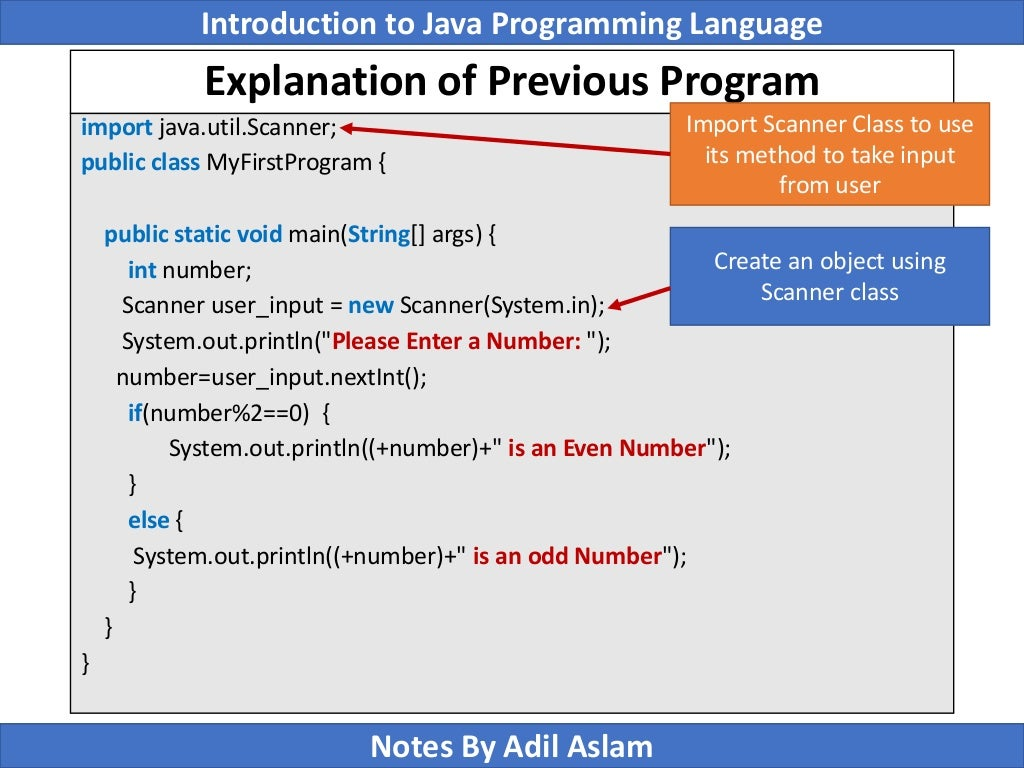 Introduction to Java Programming Language
Explanation of Previous Program
import java.util.Scanner;
public class MyFirstProgram {
public static void main(String[] args) {
int number;
Scanner user_input = new Scanner(System.in);
System.out.println("Please Enter a Number: ");
number=user_input.nextInt();
if(number%2==0)  {
System.out.println((+number)+" is an Even Number");
}
else {
System.out.println((+number)+" is an odd Number");
}
}
}
Import Scanner Class to use
its method to take input
from user
Create an object using
Scanner class
Notes By Adil Aslam